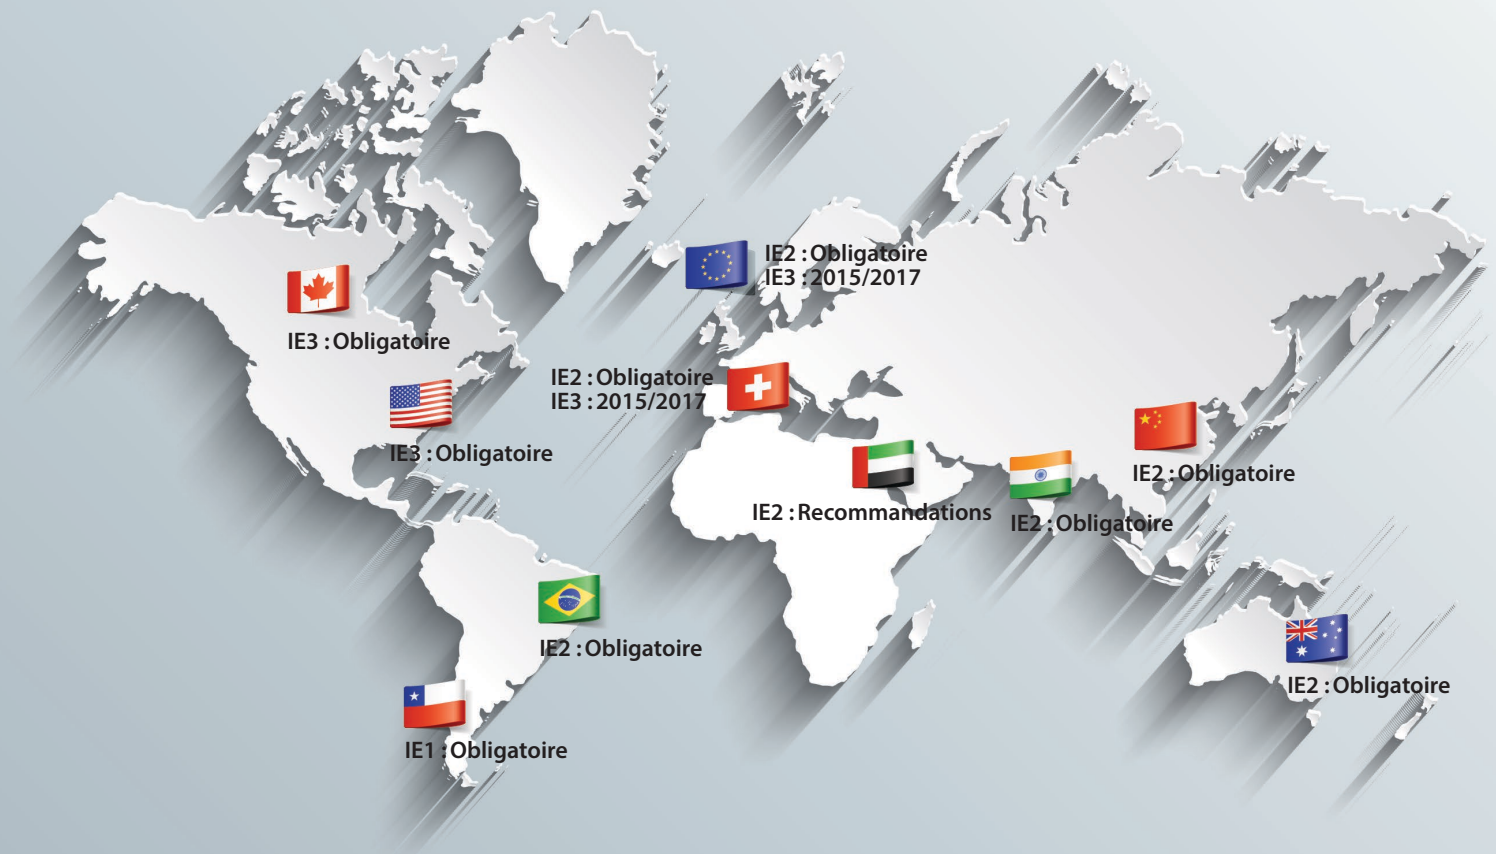 IE2 : Obligatoire
IE3 : 2015/2017
IE3 : Obligatoire
IE2 : Obligatoire
IE3 : 2015/2017
IE3 : Obligatoire
IE2 : Obligatoire
IE2 : Recommandations
IE2 : Obligatoire
IE2 : Obligatoire
IE2 : Obligatoire
IE1 : Obligatoire